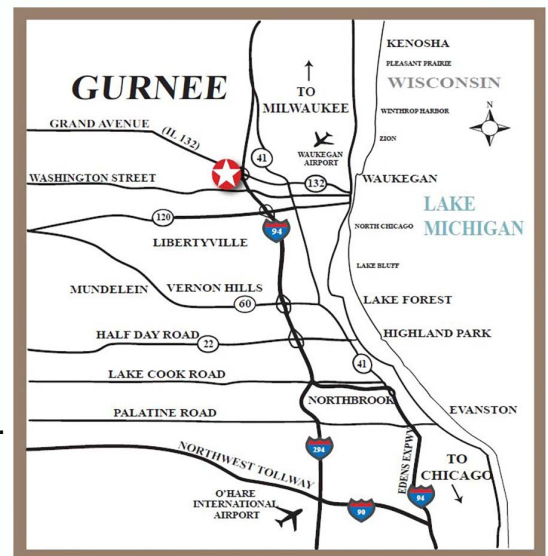 KENOSHA
PLEASANT PRAIRIE
WISCONSIN
GURNEE
TO
MILWAUKEE
WINTHROP HARBOR
N
GRAND AVENUE
(IL 132)
ZION
41
WAUKEGAN
AIRPORT
WASHINGTON STREET
132
WAUKEGAN
LAKE
MICHIGAN
120
94
NORTH CHICAGO
LIBERTYVILLE
LAKE BLUFF
MUNDELEIN
VERNON HILLS
60
LAKE FOREST
HALF DAY ROAD
22
HIGHLAND PARK
41
LAKE COOK ROAD
NORTHBROOK
PALATINE ROAD
EVANSTON
NORTHWEST TOLLWAY
294
EDENS EXPWY
TO
CHICAGO
94
O'HARE
INTERNATIONAL
AIRPORT
90